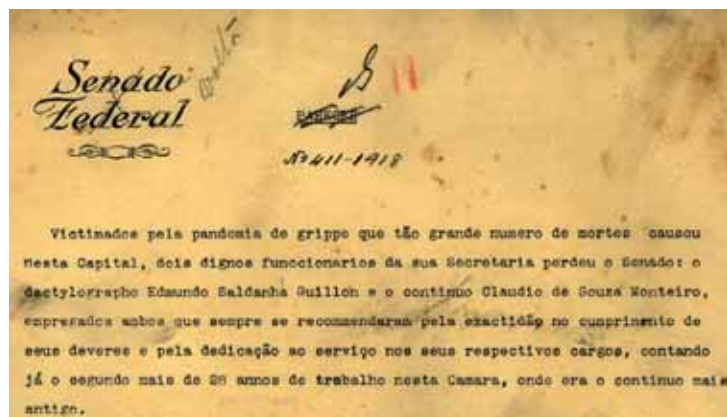 Senado
Federal
Nº 411-1918
Victimados pela pandemia de grippe que tão grande numero de mortes causou
nesta Capital, dois dignos funccionarios da sua Secretaria perdeu o Senado: o
dactylographo Edmundo Saldanha Guillon e o continuo Claudio de Souza Monteiro,
empregados ambos que sempre se recommendaram pela exactidão no cumprimento de
seus deveres e pela dedicação ao serviço nos seus respectivos cargos, contando
já o segundo mais de 28 annos de trabalho nesta Camara, onde era o continuo mais
antigo.